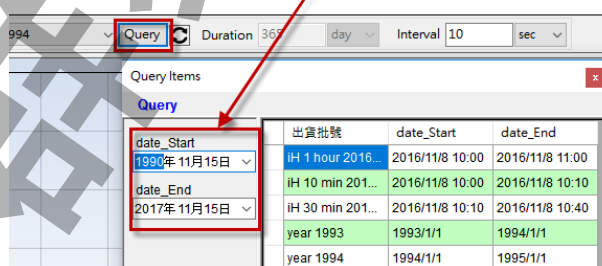 994 Query Duration 365 day Interval 10 sec
Query Items x
Query
date_Start
1990年11月15日
date_End
2017年11月15日
出貨批號 date_Start date_End
iH 1 hour 2016... 2016/11/8 10:00 2016/11/8 11:00
iH 10 min 201... 2016/11/8 10:00 2016/11/8 10:10
iH 30 min 201... 2016/11/8 10:10 2016/11/8 10:40
year 1993 1993/1/1 1994/1/1
year 1994 1994/1/1 1995/1/1